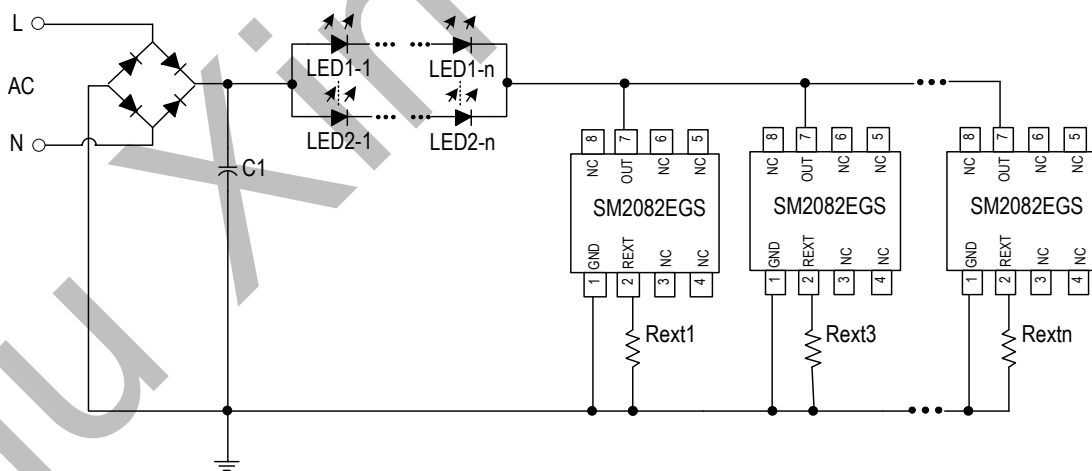 L
AC
N
LED1-1
LED1-n
LED2-1
LED2-n
C1
8 7 6 5
NC OUT NC NC
SM2082EGS
GND REXT NC NC
1 2 3 4
Rext1
8 7 6 5
NC OUT NC NC
SM2082EGS
GND REXT NC NC
1 2 3 4
Rext3
8 7 6 5
NC OUT NC NC
SM2082EGS
GND REXT NC NC
1 2 3 4
Rextn
u Xin